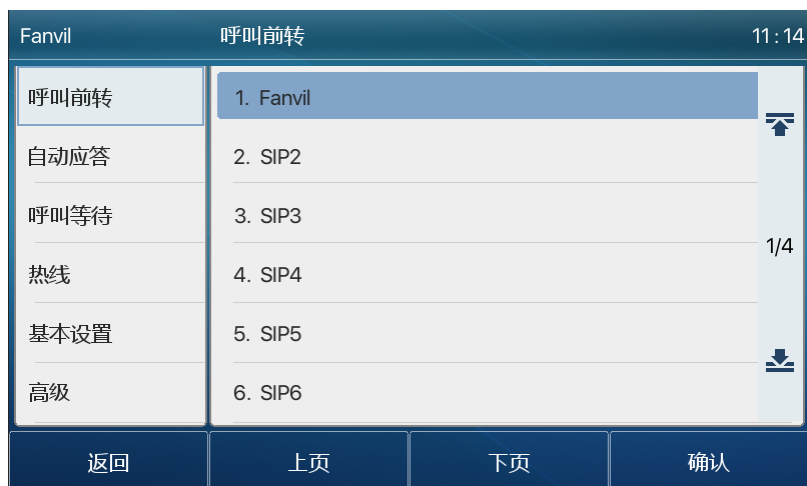 Fanvil 呼叫前转 11:14
呼叫前转
自动应答
呼叫等待
热线
基本设置
高级
1. Fanvil
2. SIP2
3. SIP3
4. SIP4
5. SIP5
6. SIP6
1/4
返回 上页 下页 确认